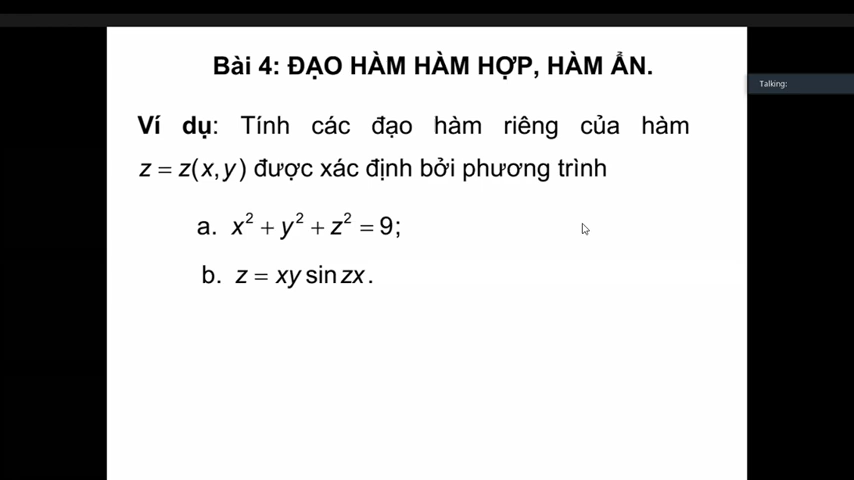 Bài 4: ĐẠO HÀM HÀM HỢP, HÀM ẨN.
Talking:
Ví dụ: Tính các đạo hàm riêng của hàm
z = z(x,y) được xác định bởi phương trình
a. x² + y² + z² = 9;
b. z = xy sin zx.